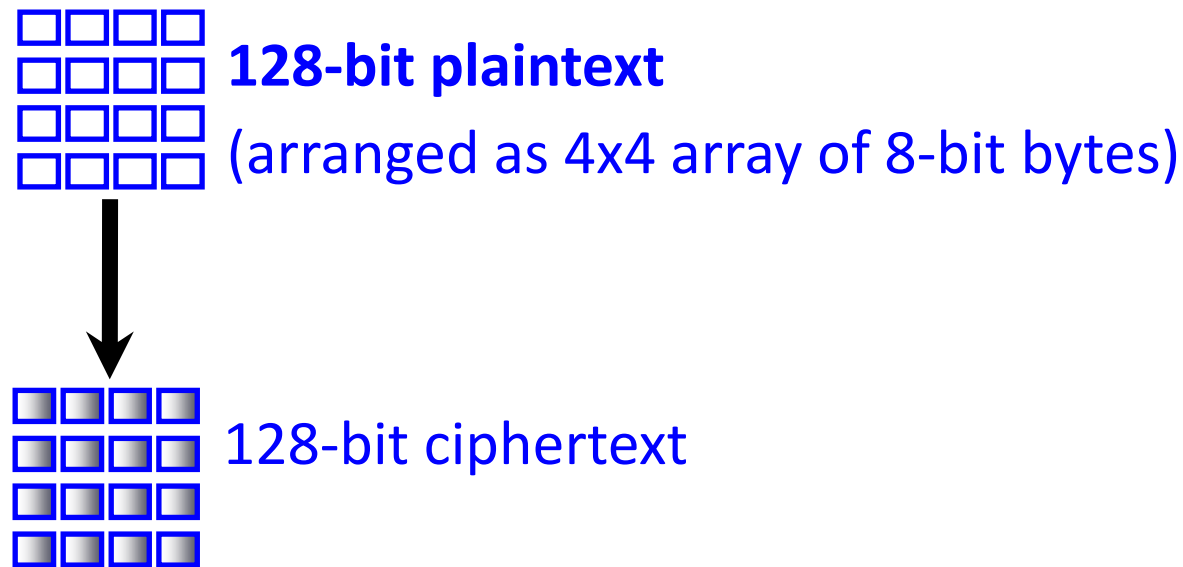 128-bit plaintext
(arranged as 4x4 array of 8-bit bytes)
128-bit ciphertext